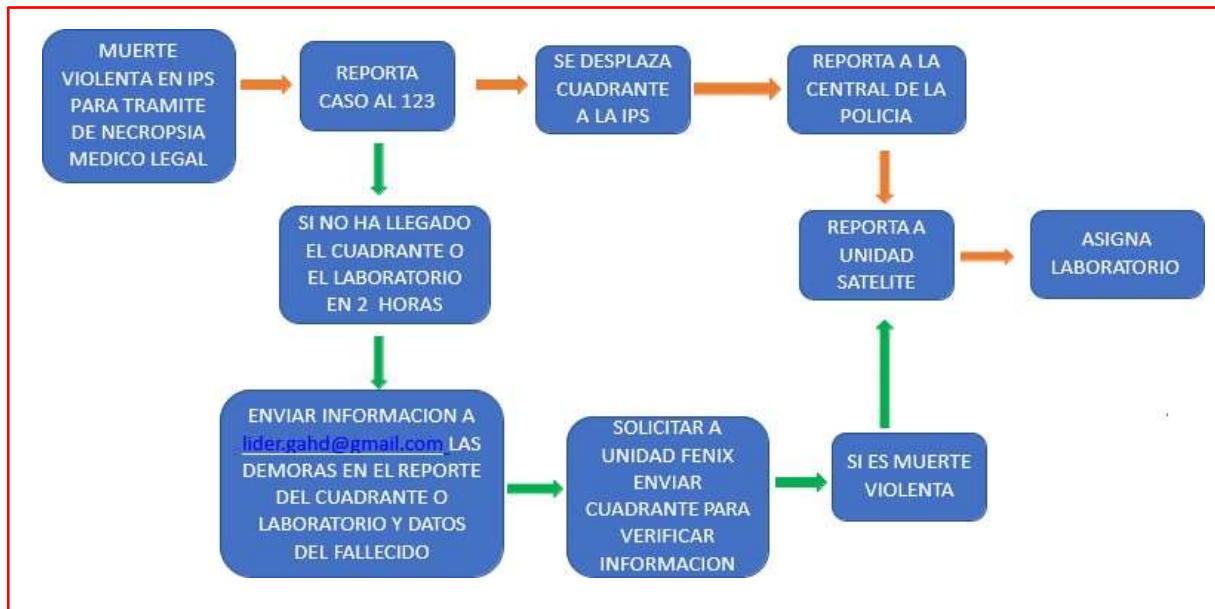 MUERTE
VIOLENTA EN IPS
PARA TRAMITE
DE NECROPSIA
MEDICO LEGAL
REPORTA
CASO AL 123
SE DESPLAZA
CUADRANTE
A LA IPS
REPORTA A LA
CENTRAL DE LA
POLICIA
SI NO HA LLEGADO
EL CUADRANTE O
EL LABORATORIO
EN 2 HORAS
REPORTA A
UNIDAD
SATELITE
ASIGNA
LABORATORIO
ENVIAR INFORMACION A
lider.gahd@gmail.com LAS
DEMORAS EN EL REPORTE
DEL CUADRANTE O
LABORATORIO Y DATOS
DEL FALLECIDO
SOLICITAR A
UNIDAD FENIX
ENVIAR
CUADRANTE PARA
VERIFICAR
INFORMACION
SI ES MUERTE
VIOLENTA